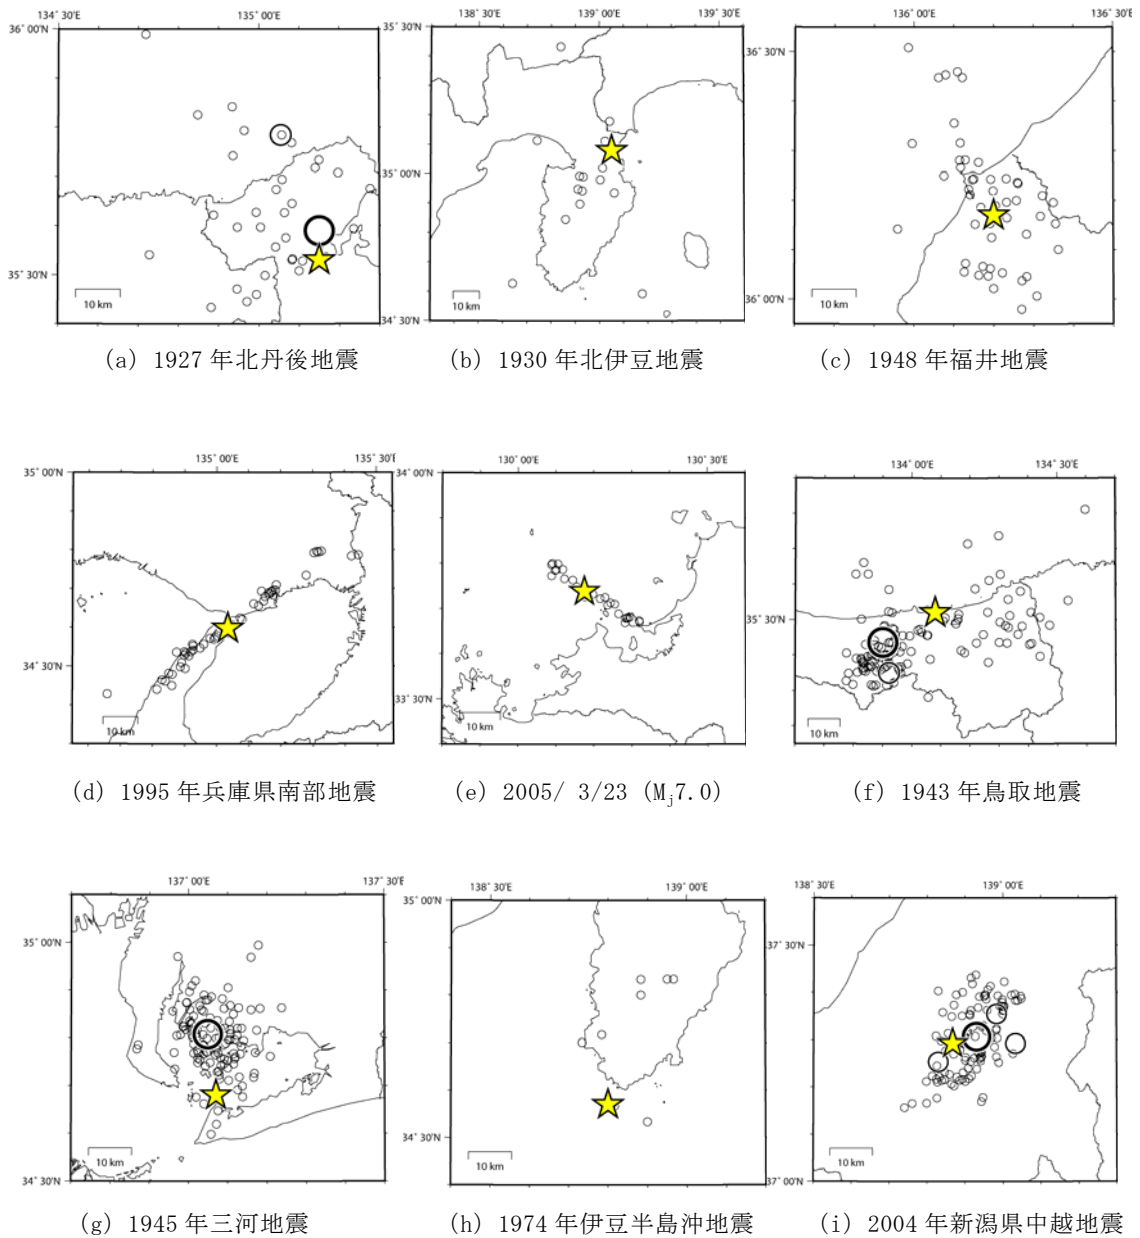 134° 30'E 135° 00'E
36° 00'N
35° 30'N
10 km
138° 30'E 139° 00'E 139° 30'E
35° 30'N
35° 00'N
34° 30'N
10 km
136° 00'E 136° 30'E
36° 30'N
36° 00'N
10 km
(a) 1927 年北丹後地震 (b) 1930 年北伊豆地震 (c) 1948 年福井地震
135° 00'E 135° 30'E
35° 00'N
34° 30'N
10 km
130° 00'E 130° 30'E
34° 00'N
33° 30'N
10 km
134° 00'E 134° 30'E
35° 30'N
10 km
(d) 1995 年兵庫県南部地震 (e) 2005/ 3/23 (Mj7.0) (f) 1943 年鳥取地震
137° 00'E 137° 30'E
35° 00'N
34° 30'N
10 km
138° 30'E 139° 00'E
35° 00'N
34° 30'N
10 km
138° 30'E 139° 00'E
37° 30'N
37° 00'N
10 km
(g) 1945 年三河地震 (h) 1974 年伊豆半島沖地震 (i) 2004 年新潟県中越地震